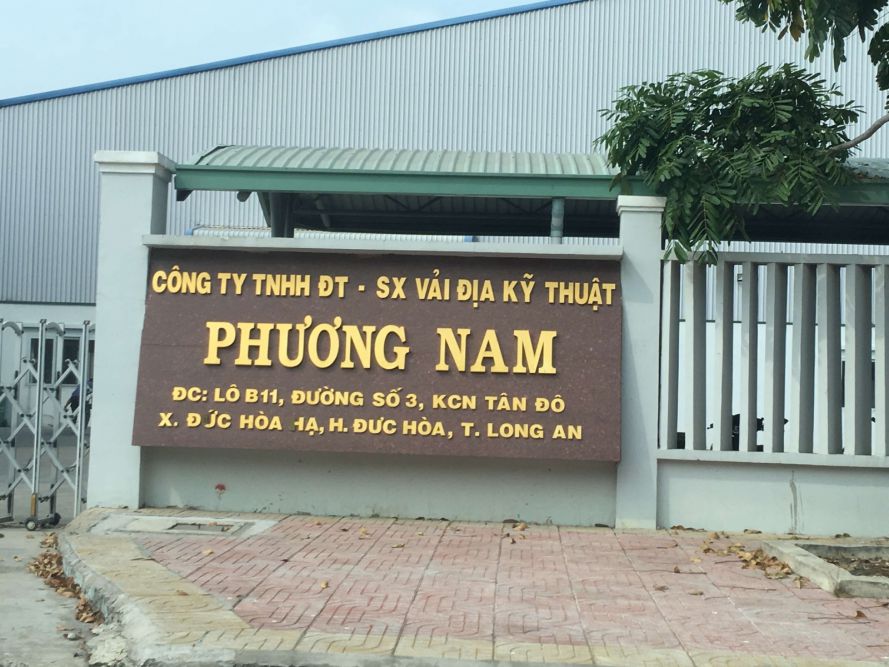 CÔNG TY TNHH ĐT - SX VẢI ĐỊA KỸ THUẬT
PHƯƠNG NAM
ĐC: LÔ B11, ĐƯỜNG SỐ 3, KCN TÂN ĐÔ
X. ĐỨC HÒA HẠ, H. ĐƯC HÒA, T. LONG AN